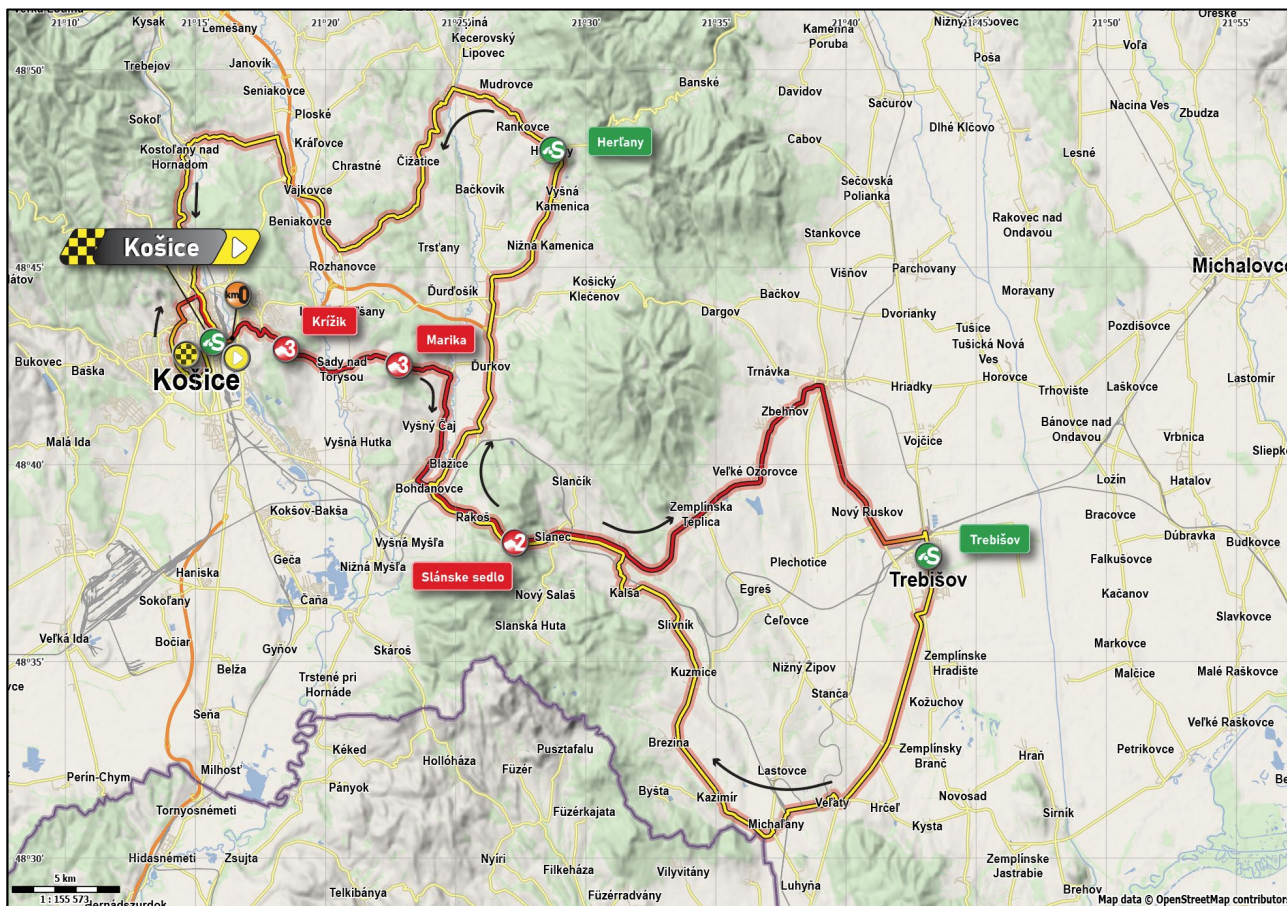 21°10'
21°15'
21°20'
21°25'
21°30'
21°35'
21°40'
21°45'
21°50'
21°55'
Kysak
Lemešany
Kecerovský
Lipovec
Kamenná
Poruba
Poša
Voľa
48°50'
Trebejov
Janovík
Seniakovce
Mudrovce
Banské
Davidov
Sačurov
Nacina Ves
Zbudza
Sokoľ
Ploské
Rankovce
Herľany
Cabov
Dlhé Klčovo
Kostoľany nad
Hornádom
Kráľovce
Chrastné
Čižatice
Lesné
Bačkovík
Vyšná
Kamenica
Sečovská
Polianka
Vajkovce
Beniakovce
Rakovec nad
Ondavou
Košice
Trsťany
Nižna Kamenica
Stankovce
48°45'
Rozhanovce
Michalovce
Ďurďošík
Košický
Klečenov
Višňov
Parchovany
Moravany
km0
Bačkov
Dargov
Dvorianky
Pozdišovce
Krížik
Marika
Tušice
Tušická Nová
Ves
Bukovec
Baška
Košice
3
Sady nad
Torysou
3
Ďurkov
Trnávka
Hriadky
Horovce
Trhovište
Laškovce
Lastomír
Zbehňov
Malá Ida
Vyšná Hutka
Vyšný Čaj
Vojčice
Bánovce nad
Ondavou
Vrbnica
48°40'
Blažice
Slančík
Veľké Ozorovce
Ložín
Hatalov
Bohdanovce
Kokšov-Bakša
Rakoš
Zemplínska
Teplica
Nový Ruskov
Bracovce
Vyšná Myšľa
2
Slanec
Trebišov
Dúbravka
Budkovce
Geča
Nižná Myšľa
Slánske sedlo
Plechotice
Trebišov
Falkušovce
Haniska
Sokoľany
Čaňa
Nový Salaš
Kalša
Egreš
Kačanov
Slanská Huta
Slivník
Čeľovce
Slavkovce
Veľká Ida
Bočiar
Gyňov
Skároš
Markovce
48°35'
Belža
Trstené pri
Hornáde
Kuzmice
Nižný Žipov
Zemplínske
Hradište
Malčice
Malé Raškovce
Stanča
Kožuchov
Seňa
Kéked
Hollóháza
Pusztafalu
Füzér
Brezina
Zemplínsky
Branč
Hraň
Petrikovce
Veľké Raškovce
Perín-Chym
Milhosť
Pányok
Byšta
Lastovce
Kazimír
Veľaty
Hrčeľ
Novosad
Tornyosnémeti
Füzérkajata
Michaľany
Kysta
Sirník
48°30'
Hidasnémeti
Zsujta
Nyíri
Filkeháza
Vilyvitány
Zemplínske
Jastrabie
5 km
1 : 155 573
Telkibánya
Füzérradvány
Luhyňa
Brehov
Map data © OpenStreetMap contributor